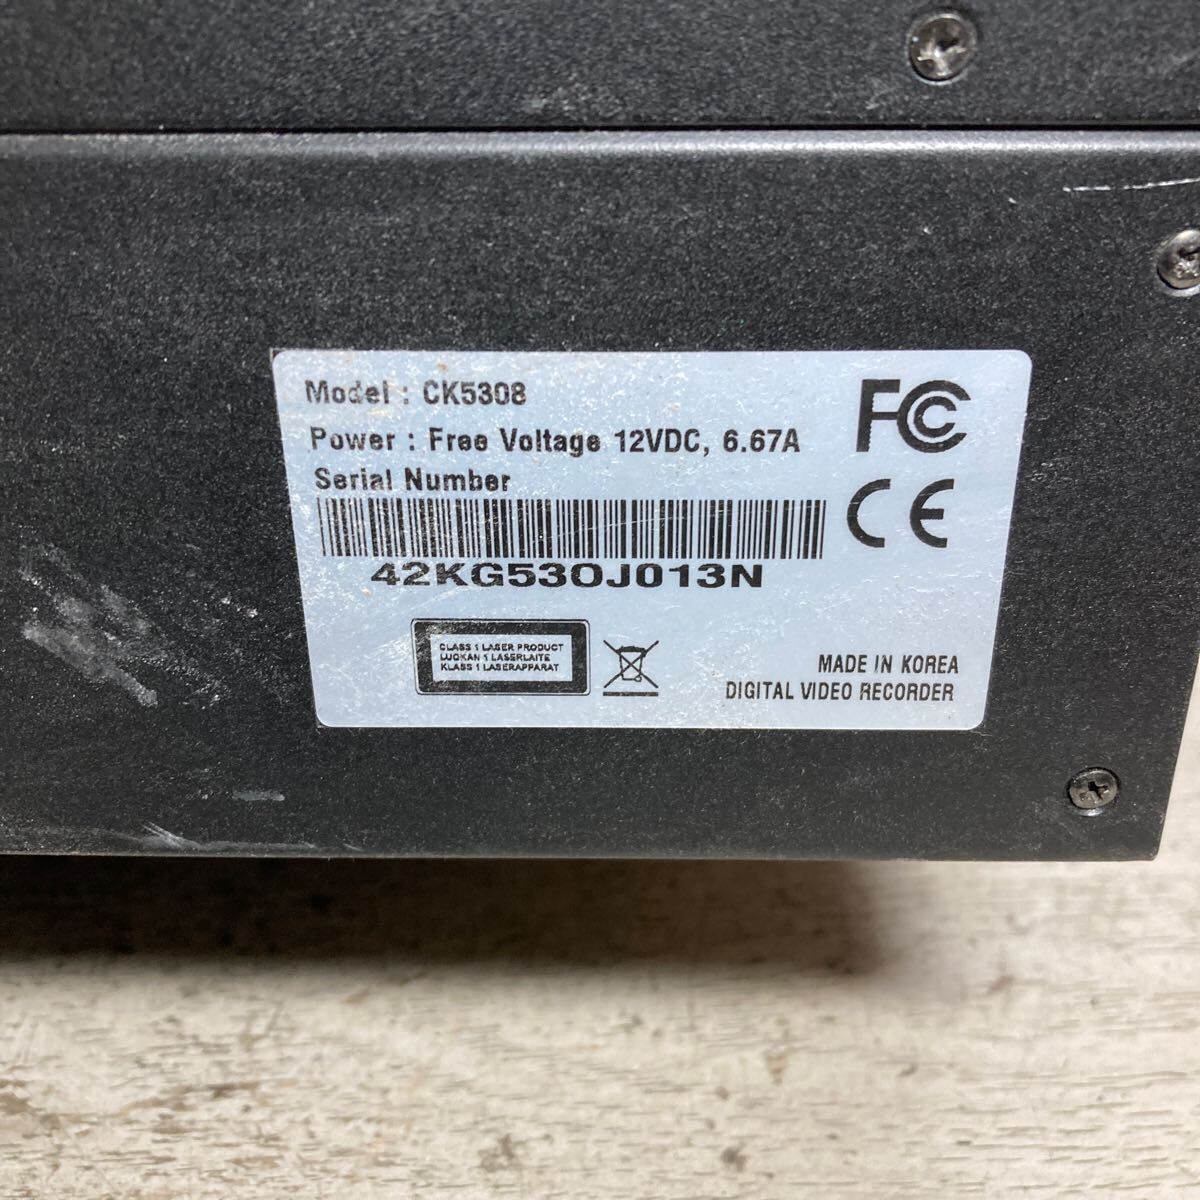 Model : CK5308
Power : Free Voltage 12VDC, 6.67A
Serial Number
42KG53OJ013N
FC
CE
CLASS 1 LASER PRODUCT
LUOKAN 1 LASERLAITE
KLASS 1 LASERAPPARAT
MADE IN KOREA
DIGITAL VIDEO RECORDER